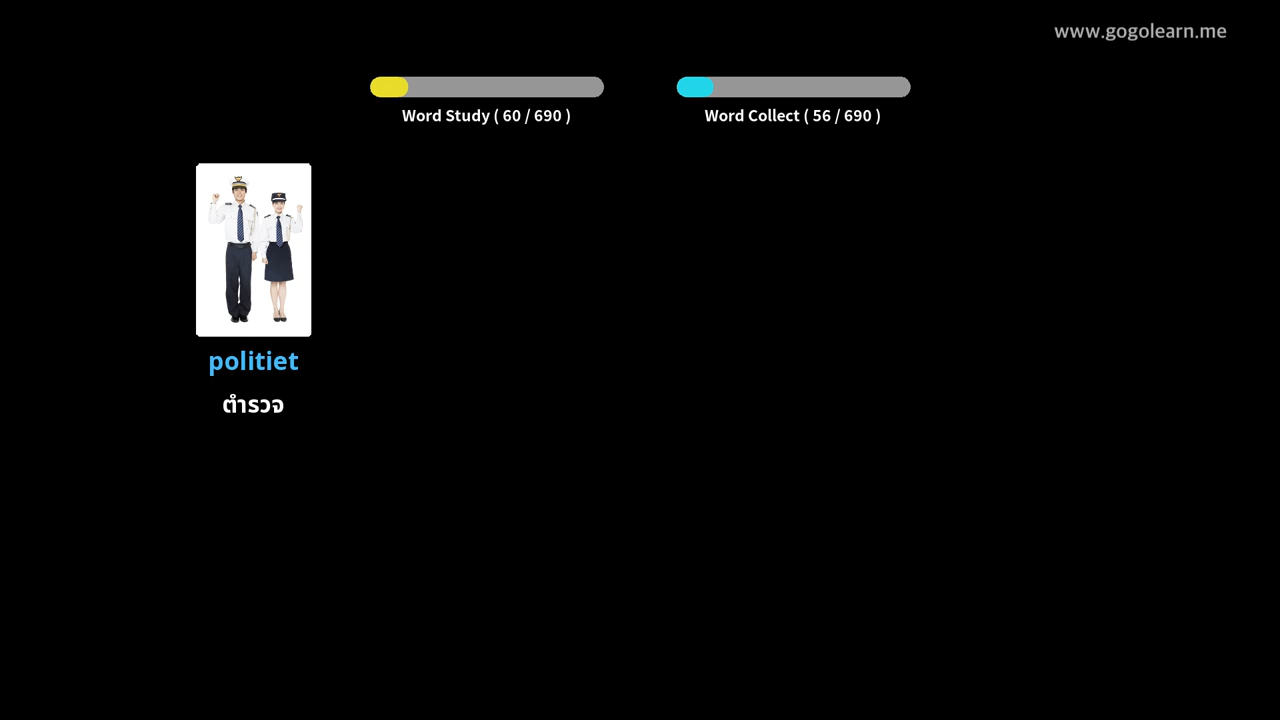 www.gogolearn.me
Word Study ( 60 / 690 )
Word Collect ( 56 / 690 )
politiet
ตำรวจ